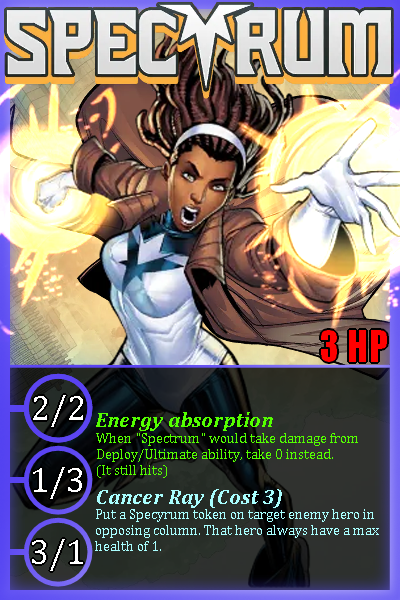 SPECTRUM
3 HP
2/2
Energy absorption
When "Spectrum" would take damage from
Deploy/Ultimate ability, take 0 instead.
(It still hits)
1/3
Cancer Ray (Cost 3)
Put a Specyrum token on target enemy hero in
opposing column. That hero always have a max
health of 1.
3/1